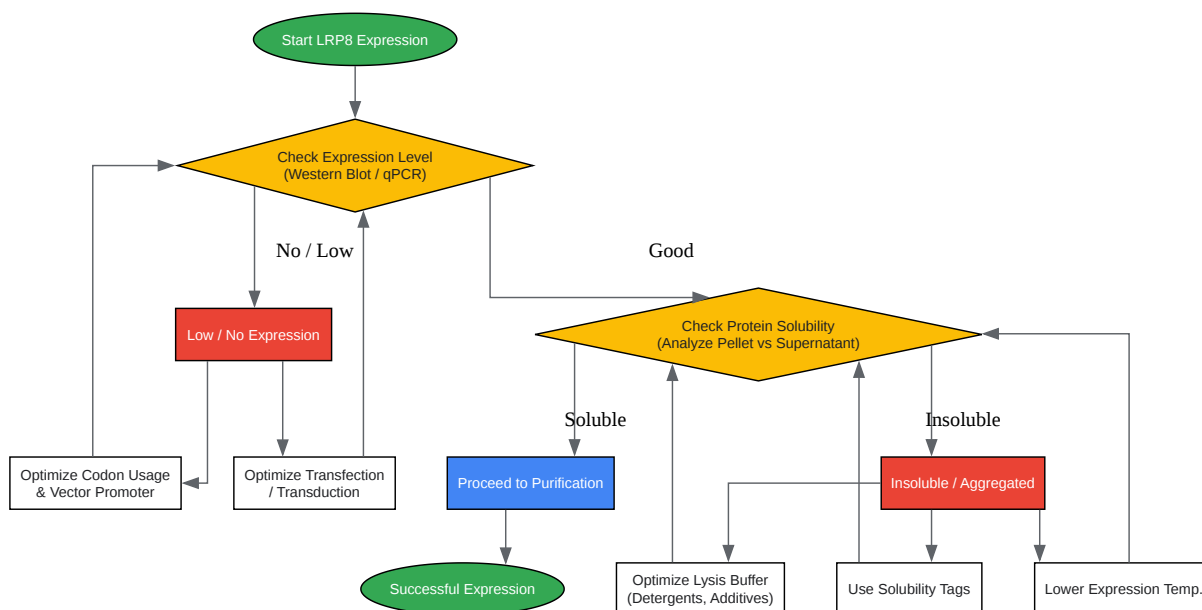 Start LRP8 Expression
Check Expression Level
(Western Blot / qPCR)
No / Low
Good
Low / No Expression
Check Protein Solubility
(Analyze Pellet vs Supernatant)
Soluble
Insoluble
Optimize Codon Usage
& Vector Promoter
Optimize Transfection
/ Transduction
Proceed to Purification
Insoluble / Aggregated
Successful Expression
Optimize Lysis Buffer
(Detergents, Additives)
Use Solubility Tags
Lower Expression Temp.